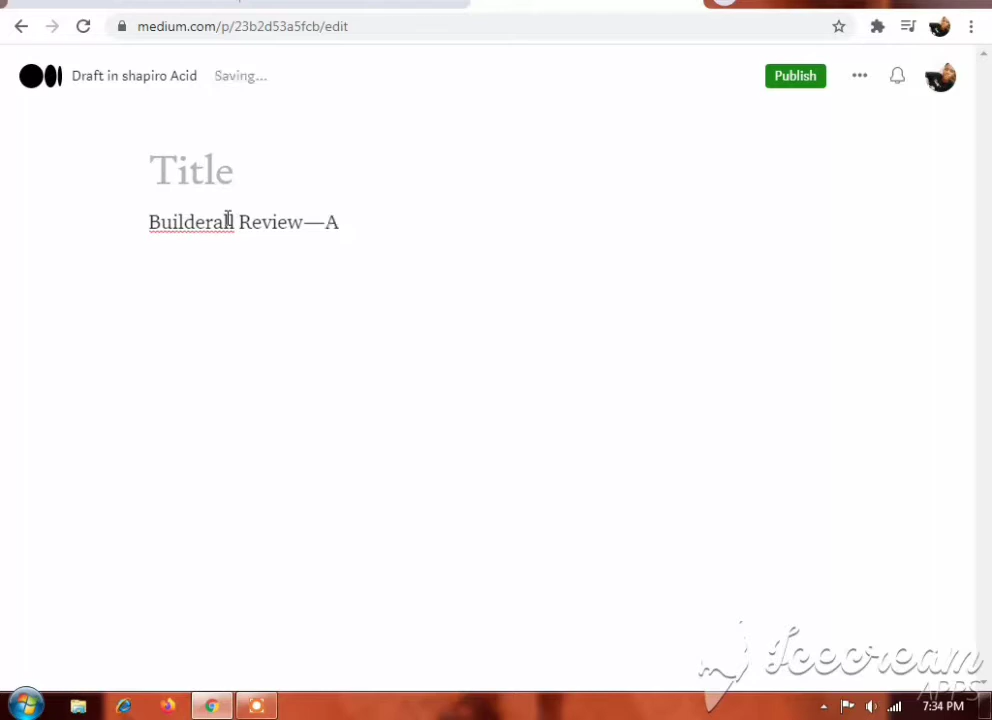 medium.com/p/23b2d53a5fcb/edit
Draft in shapiro Acid Saving...
Publish
Title
Builderall Review—A
Icecream
APPS
7:34 PM